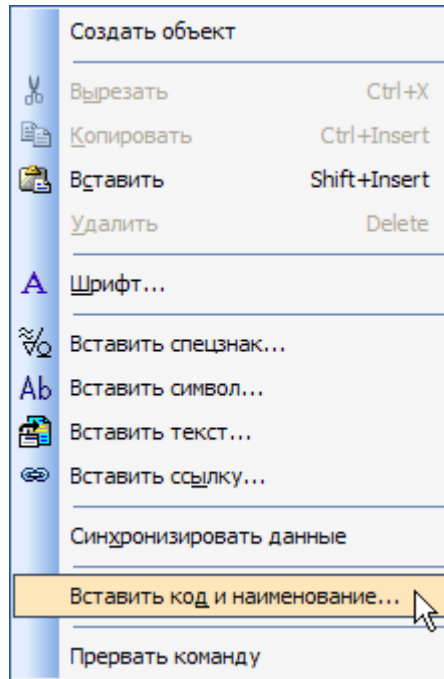 Создать объект
Вырезать Ctrl+X
Копировать Ctrl+Insert
Вставить Shift+Insert
Удалить Delete
A Шрифт...
Вставить спецзнак...
Ab Вставить символ...
Вставить текст...
Вставить ссылку...
Синхронизировать данные
Вставить код и наименование...
Прервать команду